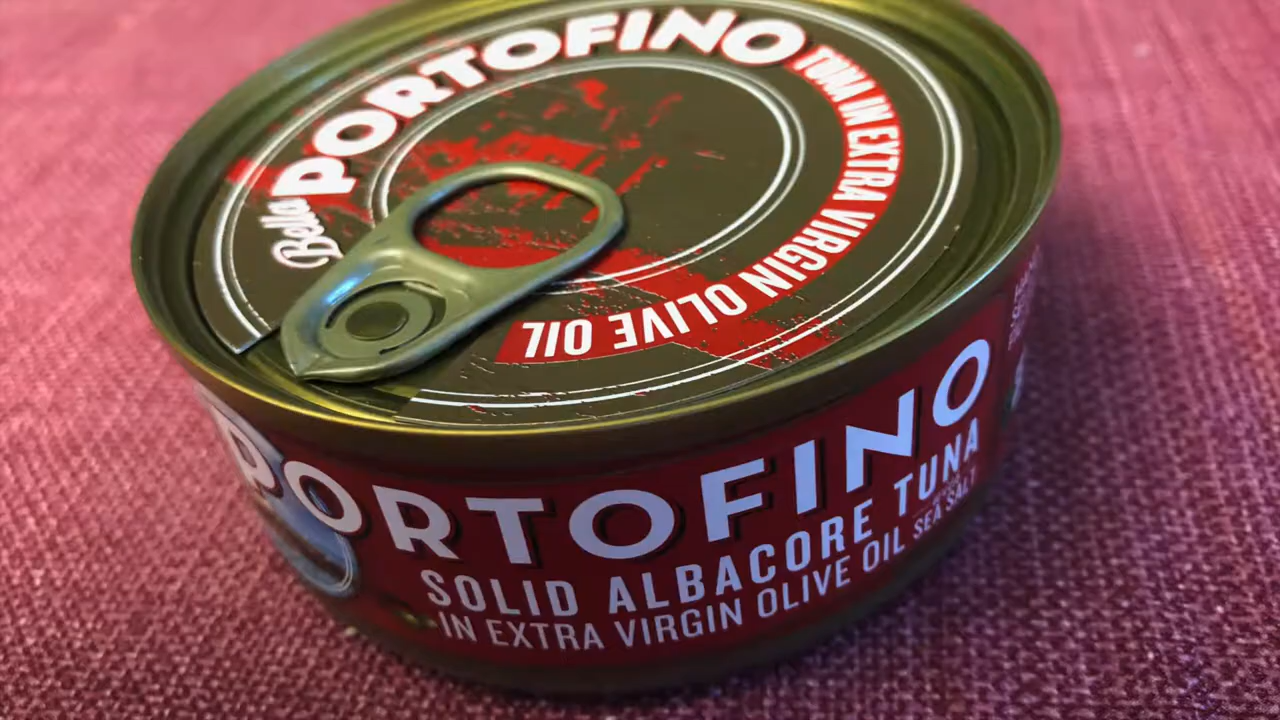 Bella
PORTOFINO
TUNA IN EXTRA VIRGIN OLIVE OIL
PORTOFINO
SOLID ALBACORE TUNA
IN EXTRA VIRGIN OLIVE OIL SEA SALT